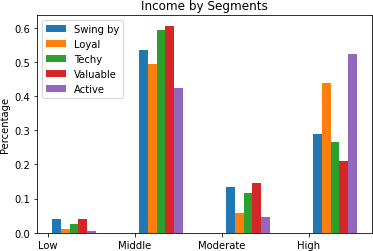 Income by Segments
Swing by
Loyal
Techy
Valuable
Active
Percentage
0.6
0.5
0.4
0.3
0.2
0.1
0.0
Low Middle Moderate High